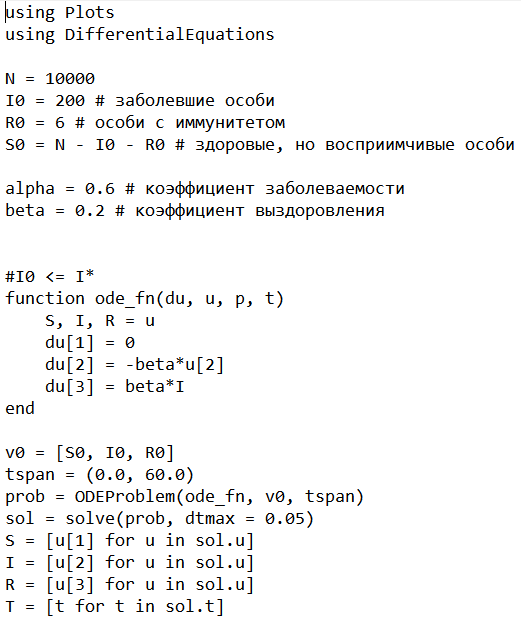 using Plots
using DifferentialEquations

N = 10000
I0 = 200 # заболевшие особи
R0 = 6 # особи с иммунитетом
S0 = N - I0 - R0 # здоровые, но восприимчивые особи

alpha = 0.6 # коэффициент заболеваемости
beta = 0.2 # коэффициент выздоровления


#I0 <= I*
function ode_fn(du, u, p, t)
    S, I, R = u
    du[1] = 0
    du[2] = -beta*u[2]
    du[3] = beta*I
end

v0 = [S0, I0, R0]
tspan = (0.0, 60.0)
prob = ODEProblem(ode_fn, v0, tspan)
sol = solve(prob, dtmax = 0.05)
S = [u[1] for u in sol.u]
I = [u[2] for u in sol.u]
R = [u[3] for u in sol.u]
T = [t for t in sol.t]